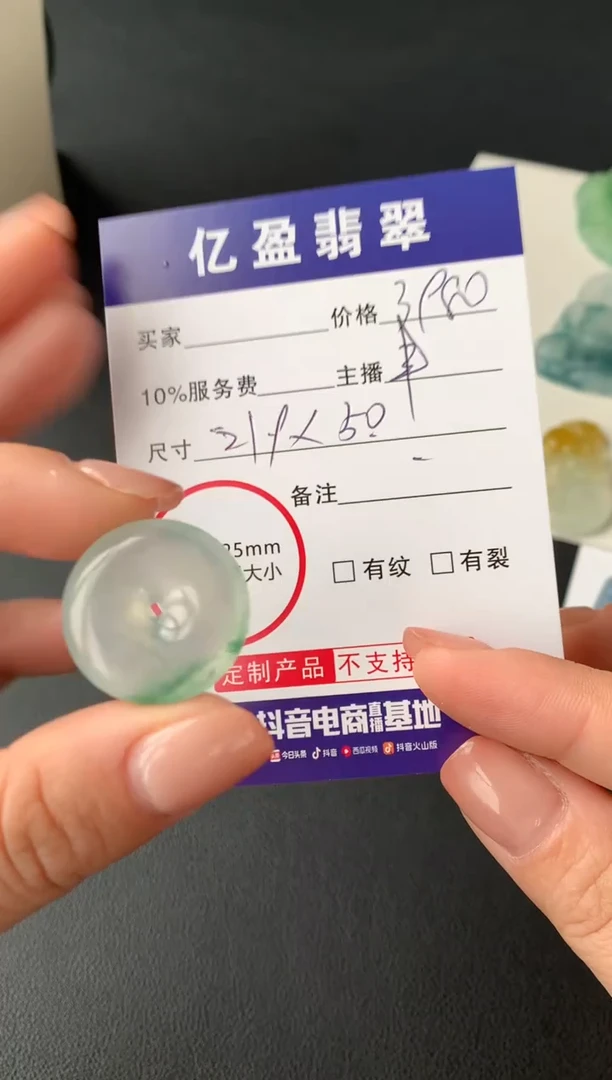 亿盈翡翠
买家 价格 3980
10%服务费 主播
尺寸
备注
25mm
大小
□有纹 □有裂
定制产品 不支持
抖音电商直播基地
今日头条 抖音 西瓜视频 抖音火山版